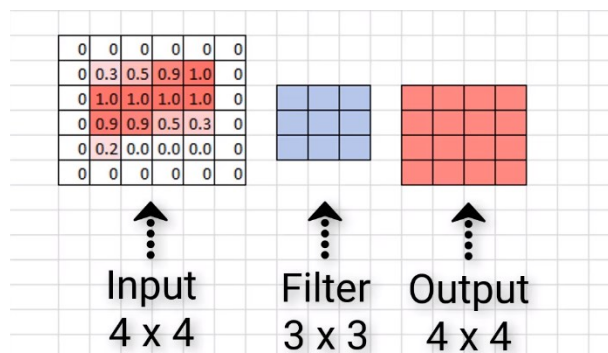 0 0 0 0 0 0
0 0.3 0.5 0.9 1.0 0
0 1.0 1.0 1.0 1.0 0
0 0.9 0.9 0.5 0.3 0
0 0.2 0.0 0.0 0.0 0
0 0 0 0 0 0
Input Filter Output
4 x 4 3 x 3 4 x 4